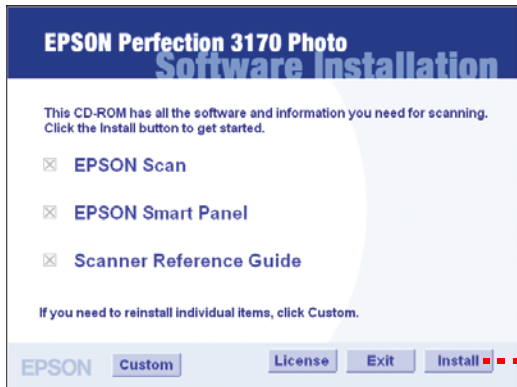 EPSON Perfection 3170 Photo
Software Installation
This CD-ROM has all the software and information you need for scanning.
Click the Install button to get started.
EPSON Scan
EPSON Smart Panel
Scanner Reference Guide
If you need to reinstall individual items, click Custom.
EPSON Custom License Exit Install